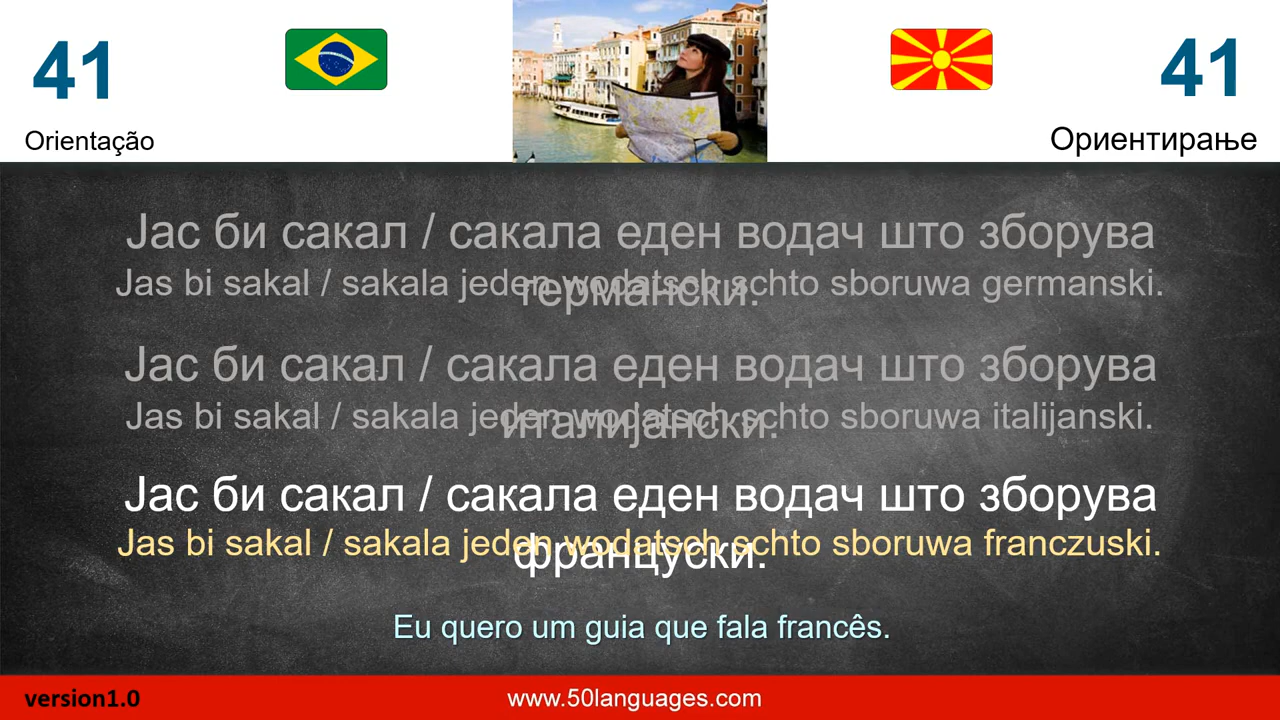 41
41
Orientação
Ориентирање
Јас би сакал / сакала еден водач што зборува
германски.
Jas bi sakal / sakala jeden wodatsch schto sboruwa germanski.
Јас би сакал / сакала еден водач што зборува
италијански.
Jas bi sakal / sakala jeden wodatsch schto sboruwa italijanski.
Јас би сакал / сакала еден водач што зборува
француски.
Jas bi sakal / sakala jeden wodatsch schto sboruwa franczuski.
Eu quero um guia que fala francês.
version1.0
www.50languages.com